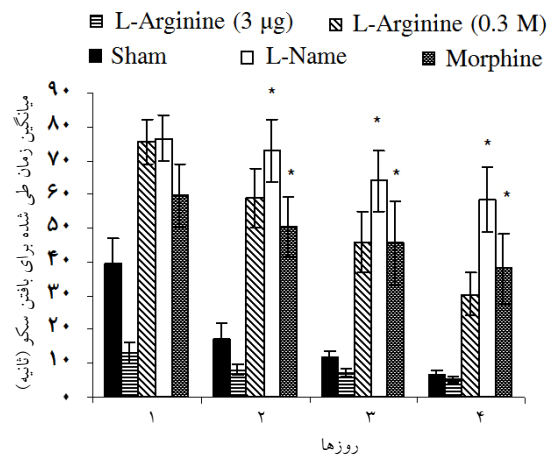 L-Arginine (3 µg) L-Arginine (0.3 M)
Sham L-Name Morphine
میانگین زمان طی شده برای یافتن سکو (ثانیه)
۹۰
۸۰
۷۰
۶۰
۵۰
۴۰
۳۰
۲۰
۱۰
۰
* * * * * *
۱ ۲ ۳ ۴
روزها